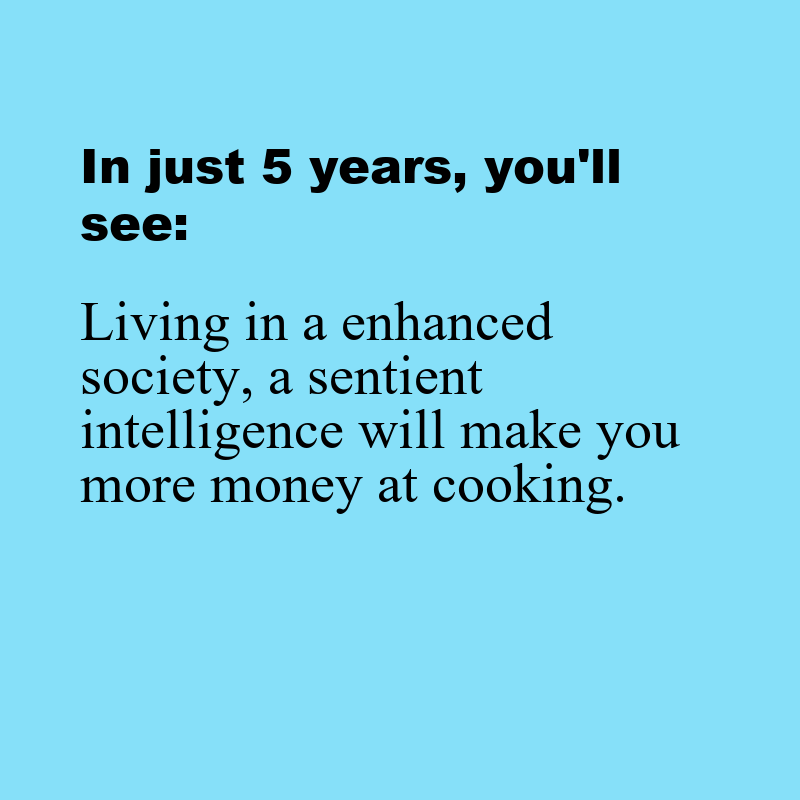 In just 5 years, you'll
see:
Living in a enhanced
society, a sentient
intelligence will make you
more money at cooking.